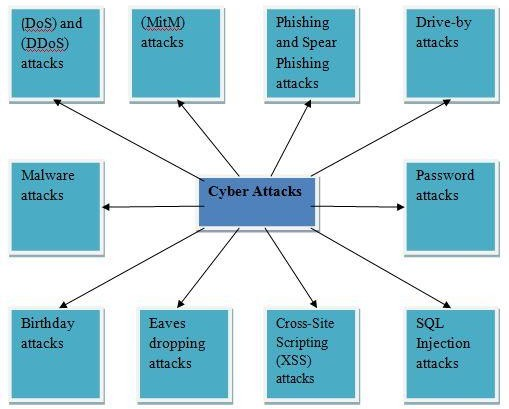 (DoS) and
(DDoS)
attacks
(MitM)
attacks
Phishing
and Spear
Phishing
attacks
Drive-by
attacks
Malware
attacks
Cyber Attacks
Password
attacks
Birthday
attacks
Eaves
dropping
attacks
Cross-Site
Scripting
(XSS)
attacks
SQL
Injection
attacks